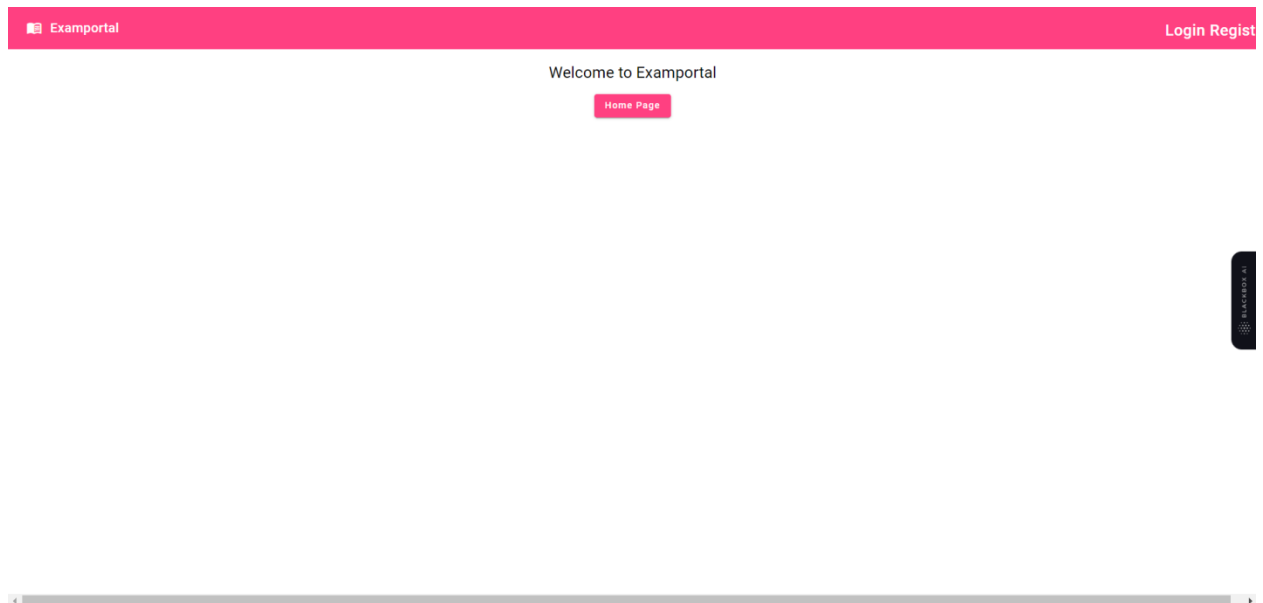 Examportal
Login Regist
Welcome to Examportal
Home Page
BLACKBOX AI